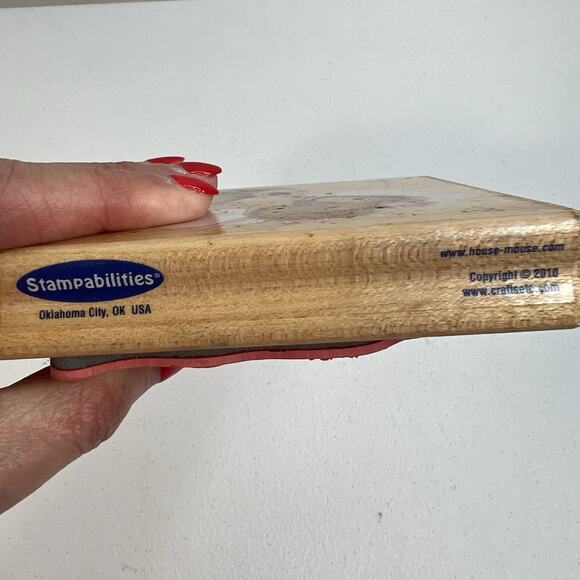 Stampabilities®
Oklahoma City, OK USA
www.house-mouse.com
Copyright © 2010
www.craftsetc.com